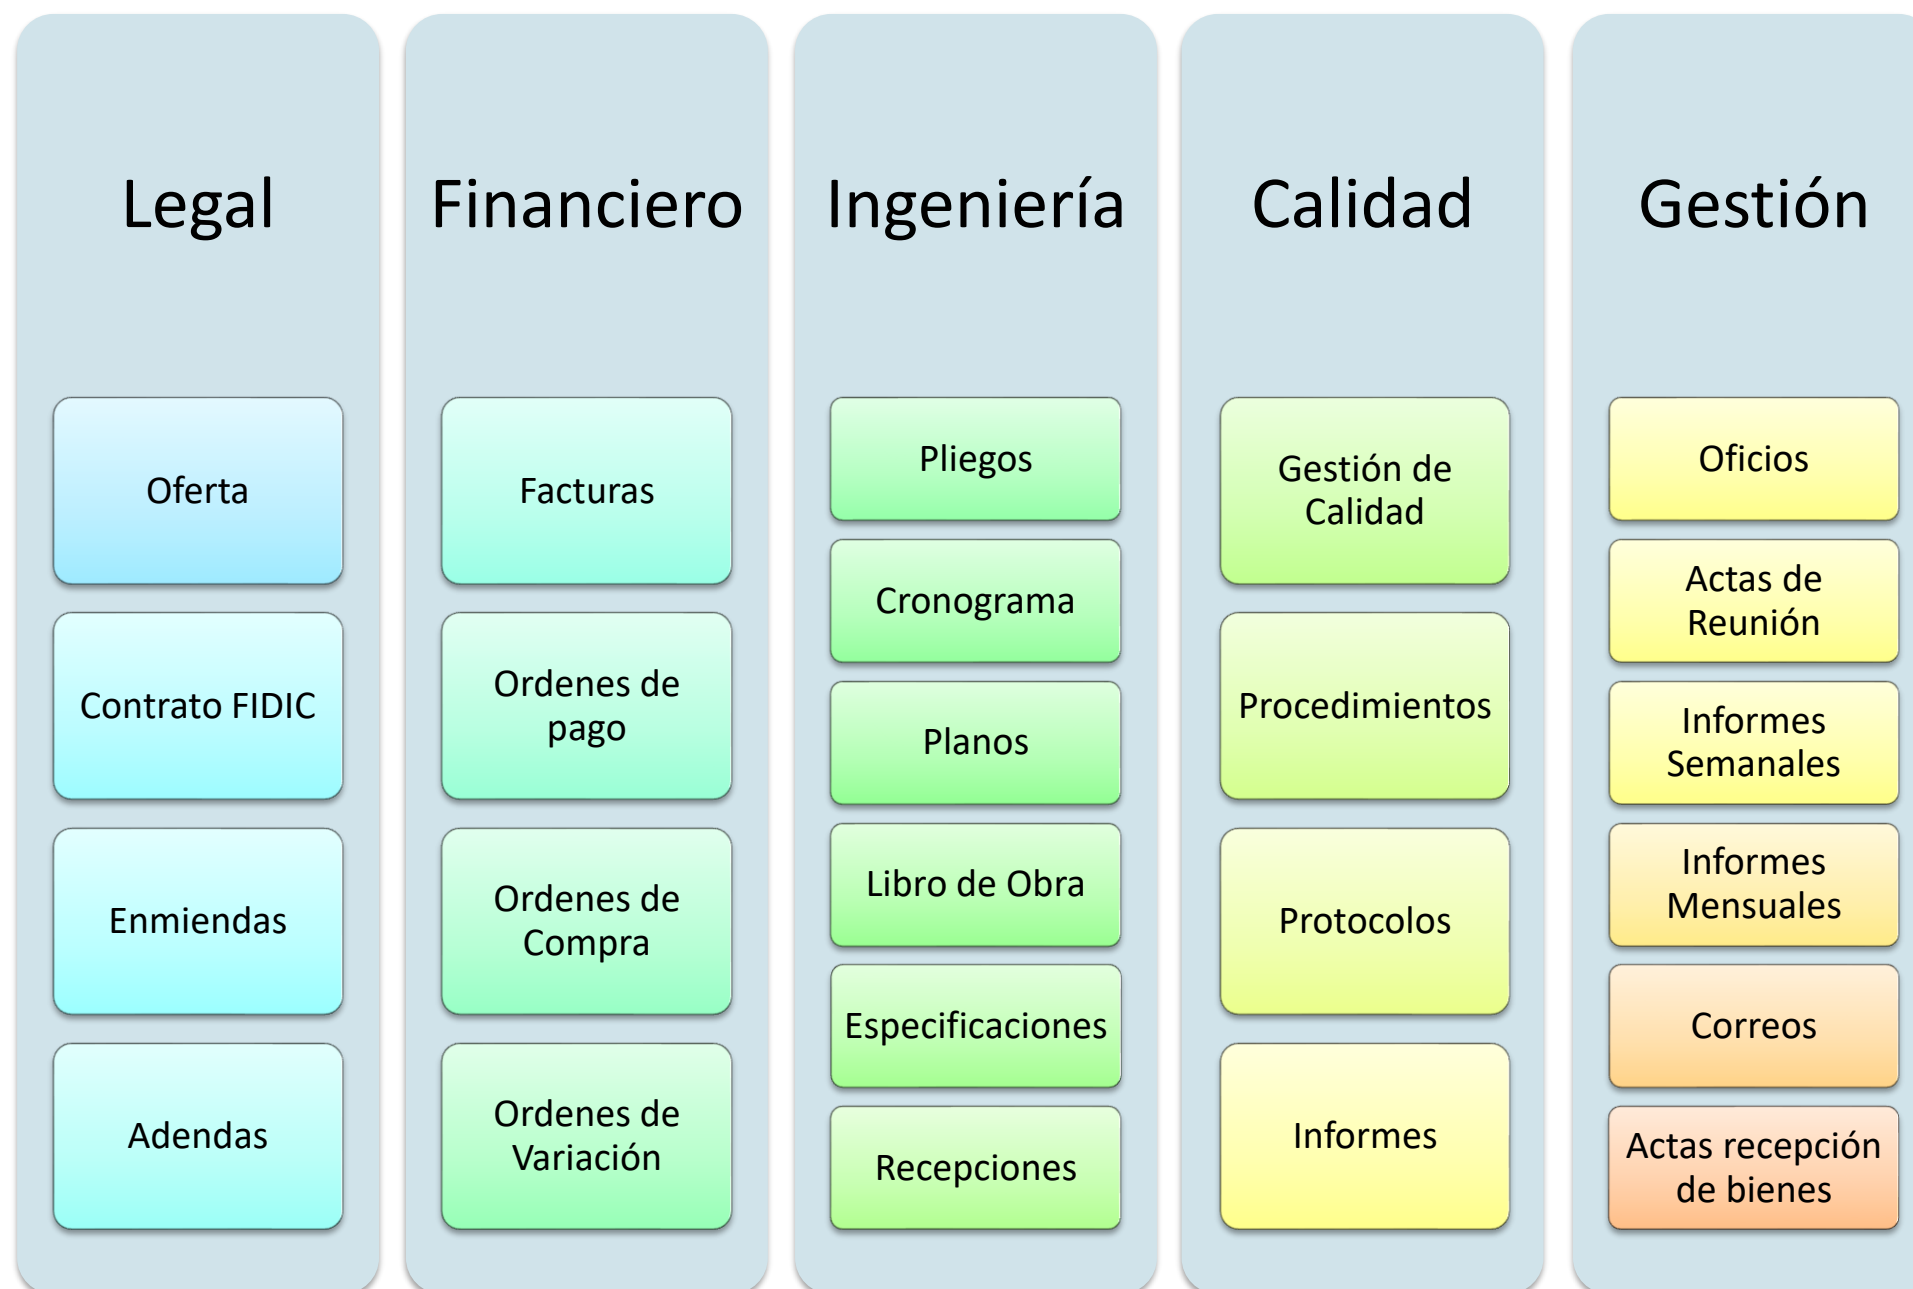 Legal
Oferta
Contrato FIDIC
Enmiendas
Adendas
Financiero
Facturas
Ordenes de
pago
Ordenes de
Compra
Ordenes de
Variación
Ingeniería
Pliegos
Cronograma
Planos
Libro de Obra
Especificaciones
Recepciones
Calidad
Gestión de
Calidad
Procedimientos
Protocolos
Informes
Gestión
Oficios
Actas de
Reunión
Informes
Semanales
Informes
Mensuales
Correos
Actas recepción
de bienes